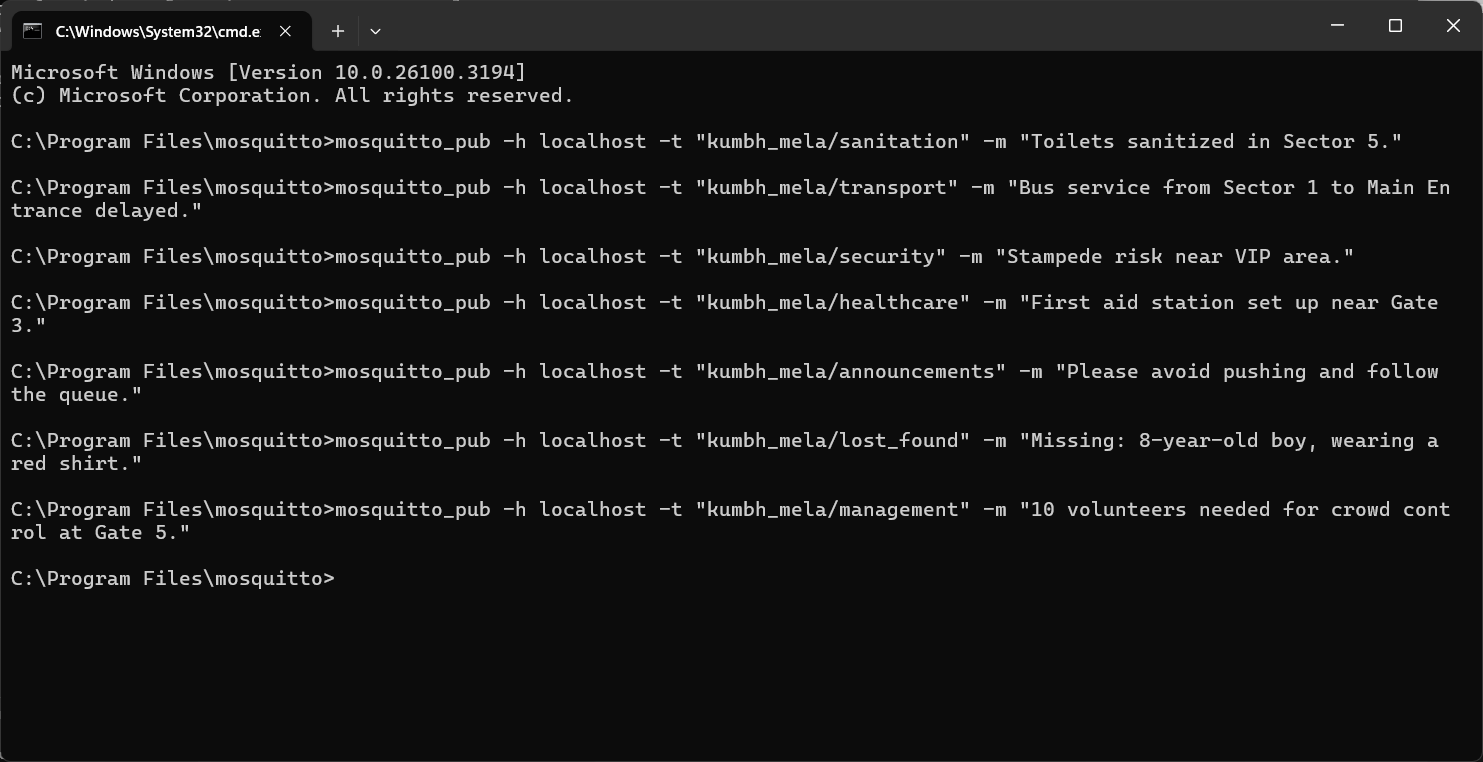 C:\Windows\System32\cmd.e
Microsoft Windows [Version 10.0.26100.3194]
(c) Microsoft Corporation. All rights reserved.
C:\Program Files\mosquitto>mosquitto_pub -h localhost -t "kumbh_mela/sanitation" -m "Toilets sanitized in Sector 5."
C:\Program Files\mosquitto>mosquitto_pub -h localhost -t "kumbh_mela/transport" -m "Bus service from Sector 1 to Main En
trance delayed."
C:\Program Files\mosquitto>mosquitto_pub -h localhost -t "kumbh_mela/security" -m "Stampede risk near VIP area."
C:\Program Files\mosquitto>mosquitto_pub -h localhost -t "kumbh_mela/healthcare" -m "First aid station set up near Gate
3."
C:\Program Files\mosquitto>mosquitto_pub -h localhost -t "kumbh_mela/announcements" -m "Please avoid pushing and follow
the queue."
C:\Program Files\mosquitto>mosquitto_pub -h localhost -t "kumbh_mela/lost_found" -m "Missing: 8-year-old boy, wearing a
red shirt."
C:\Program Files\mosquitto>mosquitto_pub -h localhost -t "kumbh_mela/management" -m "10 volunteers needed for crowd cont
rol at Gate 5."
C:\Program Files\mosquitto>